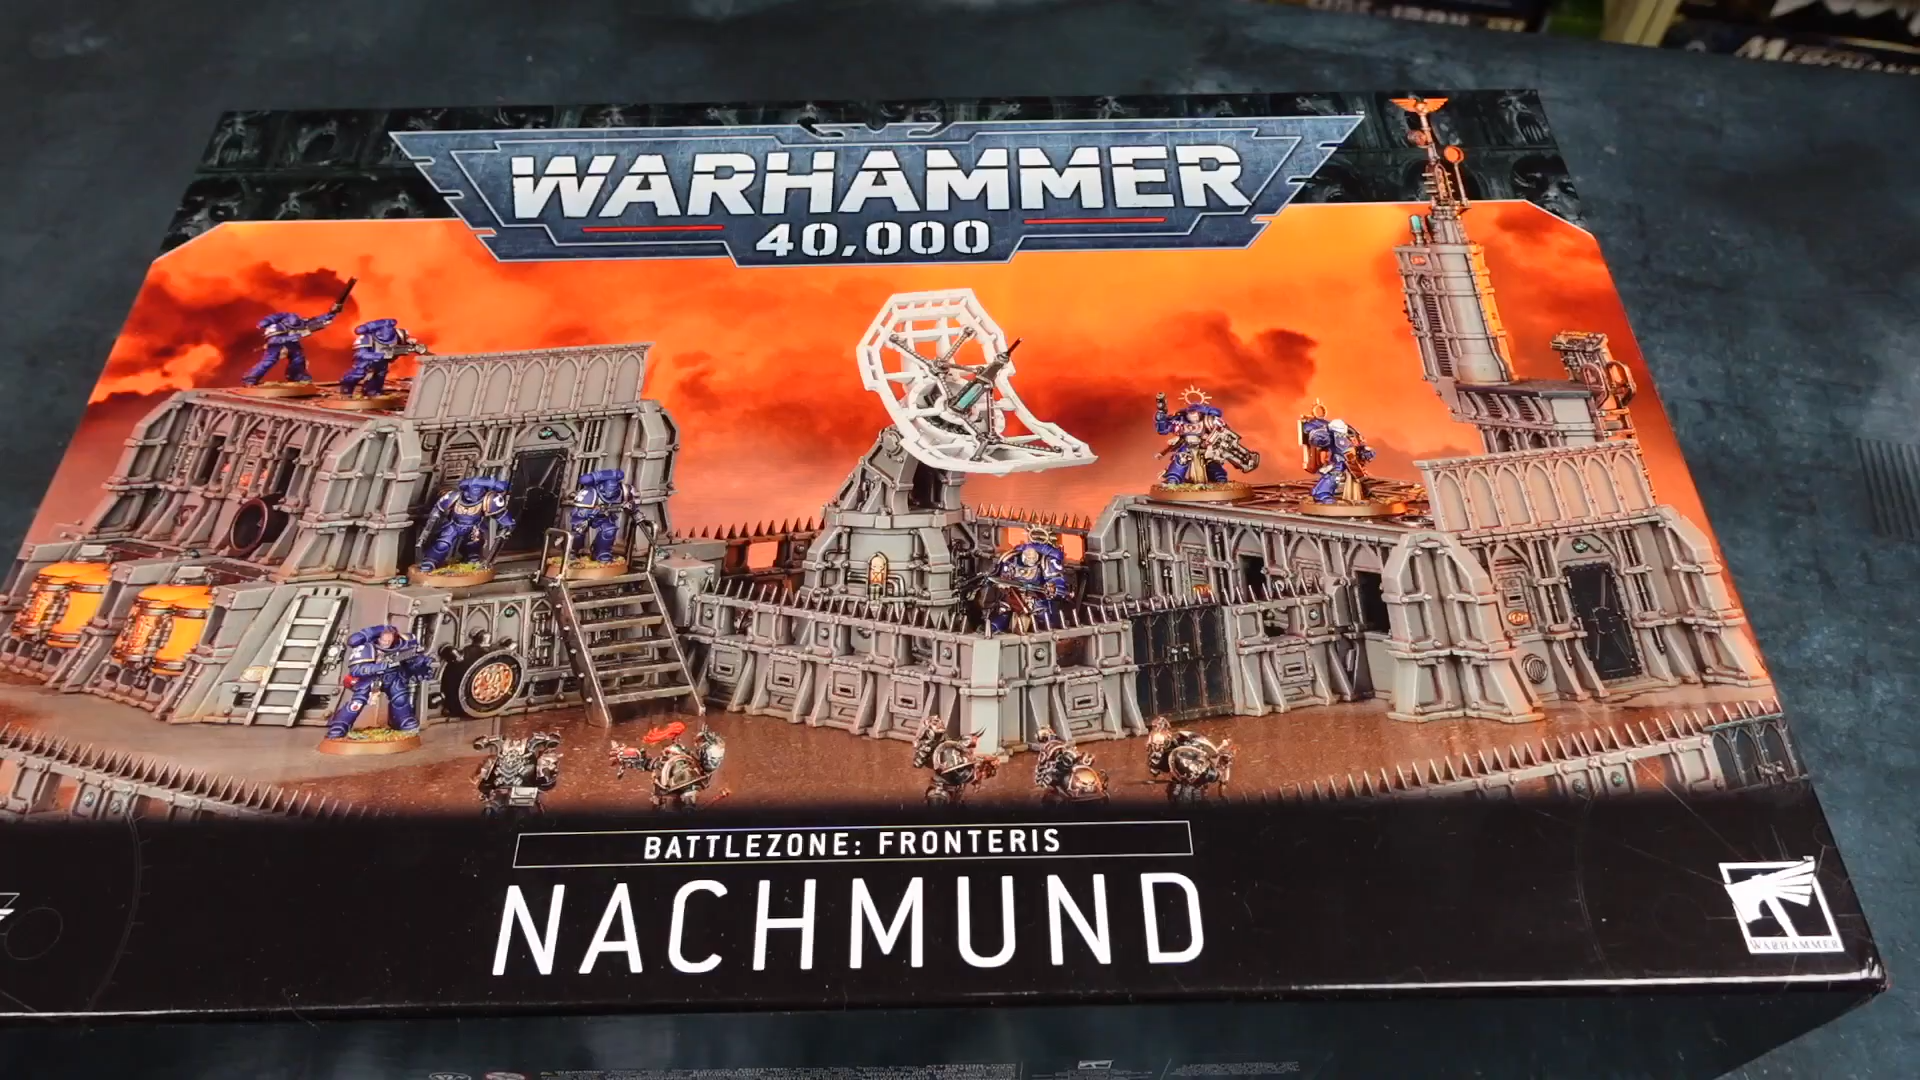 WARHAMMER
40,000
BATTLEZONE: FRONTERIS
NACHMUND
WARHAMMER